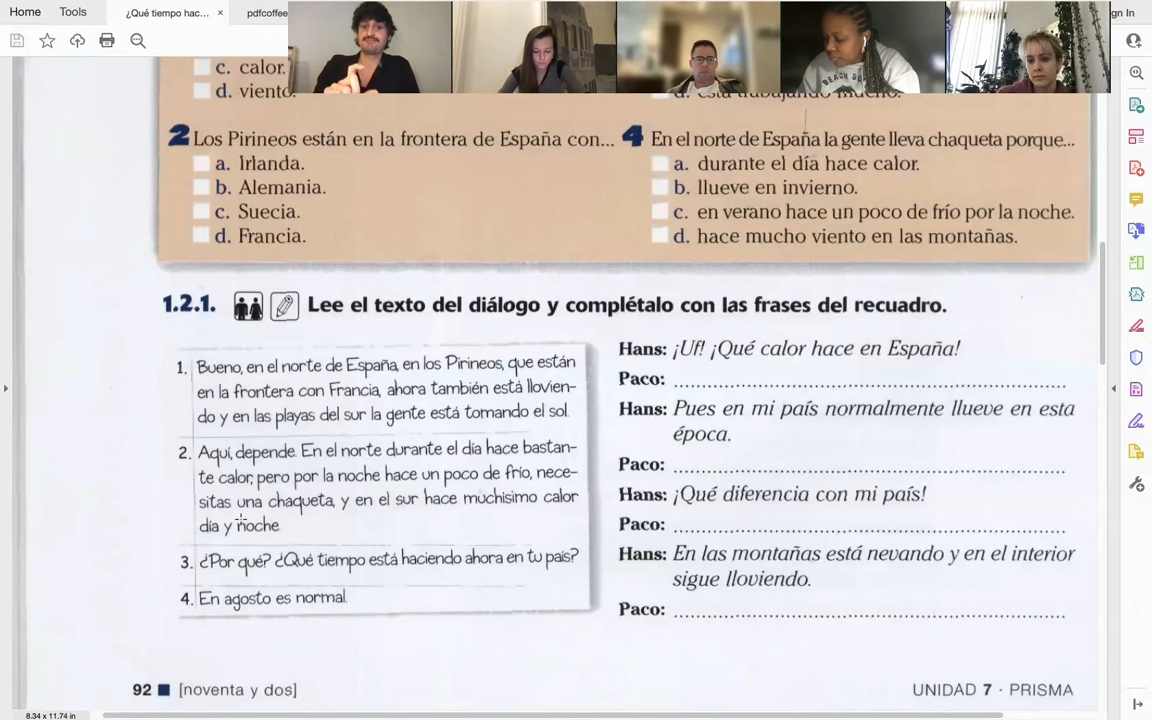 Home Tools ¿Qué tiempo hac... × pdfcoffee gn In
BEACH
c. calor.
d. viento.
d. está trabajando mucho.
2 Los Pirineos están en la frontera de España con...
a. Irlanda.
b. Alemania.
c. Suecia.
d. Francia.
4 En el norte de España la gente lleva chaqueta porque...
a. durante el día hace calor.
b. llueve en invierno.
c. en verano hace un poco de frío por la noche.
d. hace mucho viento en las montañas.
1.2.1. Lee el texto del diálogo y complétalo con las frases del recuadro.
1. Bueno, en el norte de España, en los Pirineos, que están
en la frontera con Francia, ahora también está llovien-
do y en las playas del sur la gente está tomando el sol.
2. Aquí, depende. En el norte durante el día hace bastan-
te calor, pero por la noche hace un poco de frío, nece-
sitas una chaqueta, y en el sur hace muchísimo calor
día y noche
3. ¿Por qué? ¿Qué tiempo está haciendo ahora en tu país?
4. En agosto es normal.
Hans: ¡Uf! ¡Qué calor hace en España!
Paco: ........................................................................
Hans: Pues en mi país normalmente llueve en esta
época.
Paco: ........................................................................
Hans: ¡Qué diferencia con mi país!
Paco: ........................................................................
Hans: En las montañas está nevando y en el interior
sigue lloviendo.
Paco: ........................................................................
92 [noventa y dos]
UNIDAD 7 · PRISMA
8.34 x 11.74 in